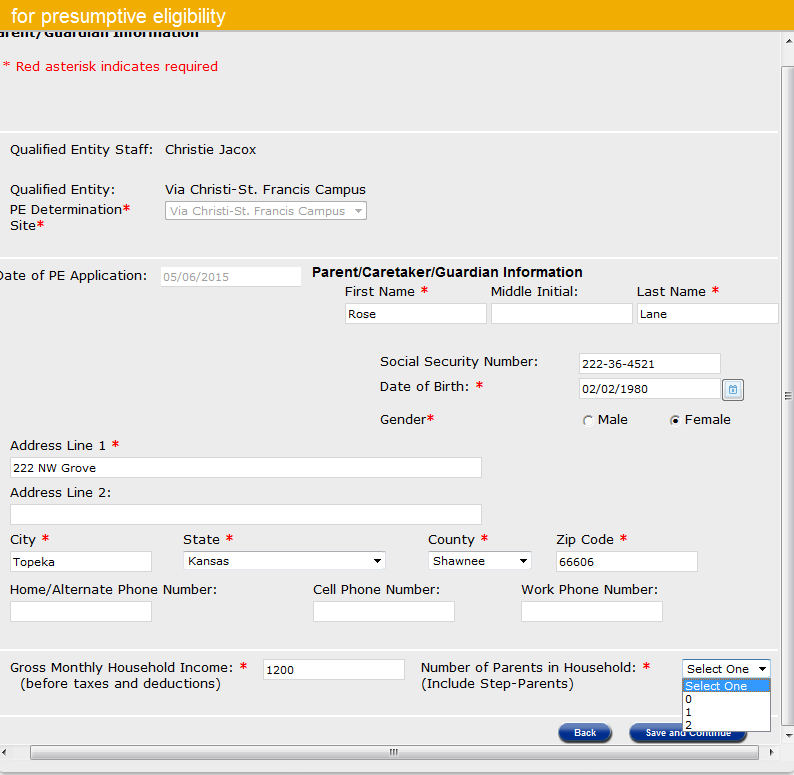 for presumptive eligibility
arent/Guardian Information
* Red asterisk indicates required
Qualified Entity Staff: Christie Jacox
Qualified Entity: Via Christi-St. Francis Campus
PE Determination* Via Christi-St. Francis Campus
Site*
Date of PE Application: 05/06/2015 Parent/Caretaker/Guardian Information
First Name * Middle Initial: Last Name *
Rose Lane
Social Security Number: 222-36-4521
Date of Birth: * 02/02/1980
Gender* Male Female
Address Line 1 *
222 NW Grove
Address Line 2:
City * State * County * Zip Code *
Topeka Kansas Shawnee 66606
Home/Alternate Phone Number: Cell Phone Number: Work Phone Number:
Gross Monthly Household Income: * 1200 Number of Parents in Household: * Select One
(before taxes and deductions) (Include Step-Parents) Select One
0
1
2
Back Save and Continue